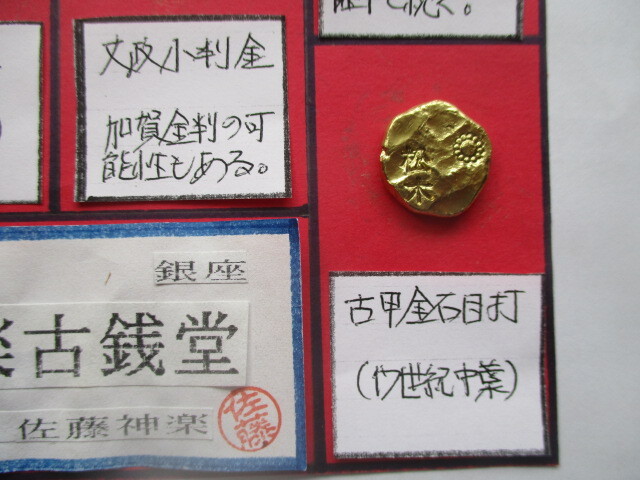 文政小判金
加賀金判の可
能性もある。
銀座
古銭堂
佐藤神楽
佐藤
古甲金石目打
(17世紀中葉)